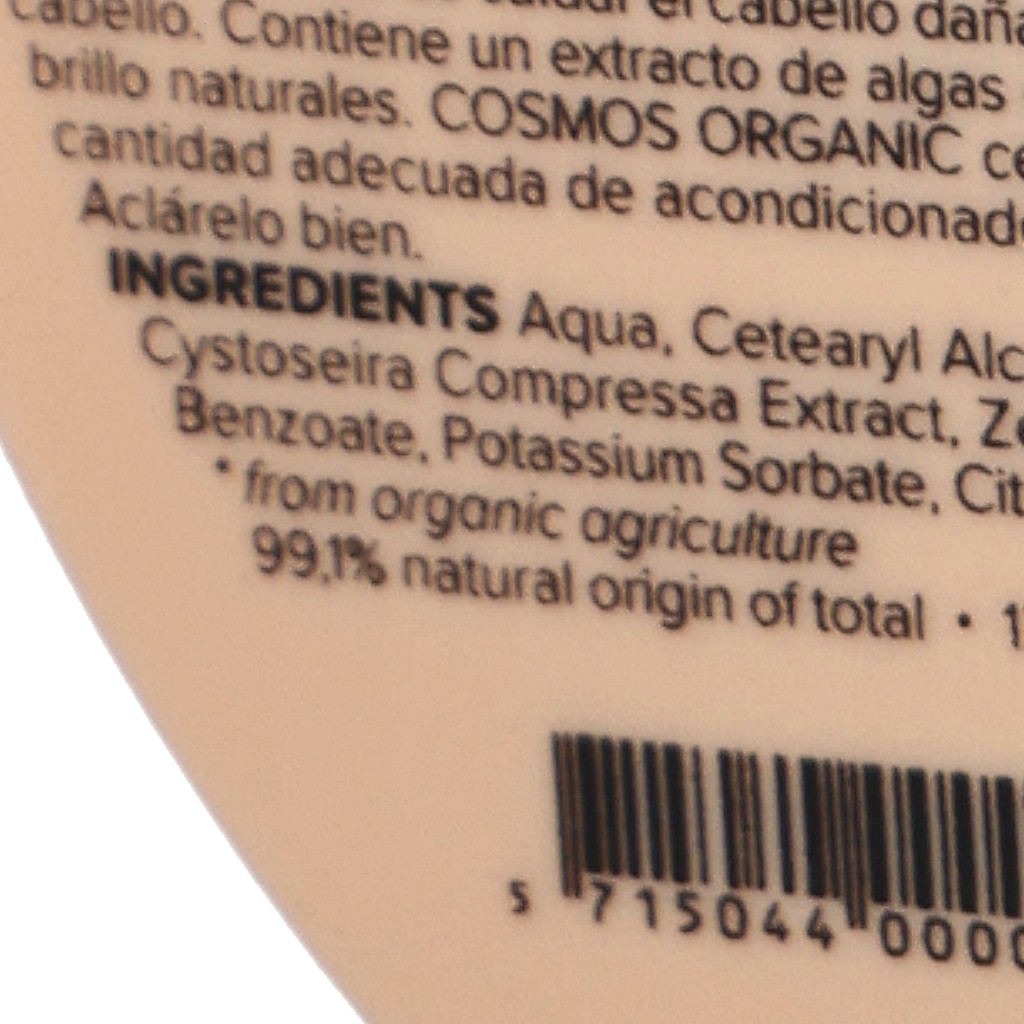 cabello. Contiene un extracto de algas
brillo naturales. COSMOS ORGANIC
cantidad adecuada de
Aclárelo bien.
INGREDIENTS Aqua, Cetearyl
Cystoseira Compressa Extract,
Benzoate, Potassium Sorbate,
* from organic agriculture
99,1% natural origin of total •
5 715044